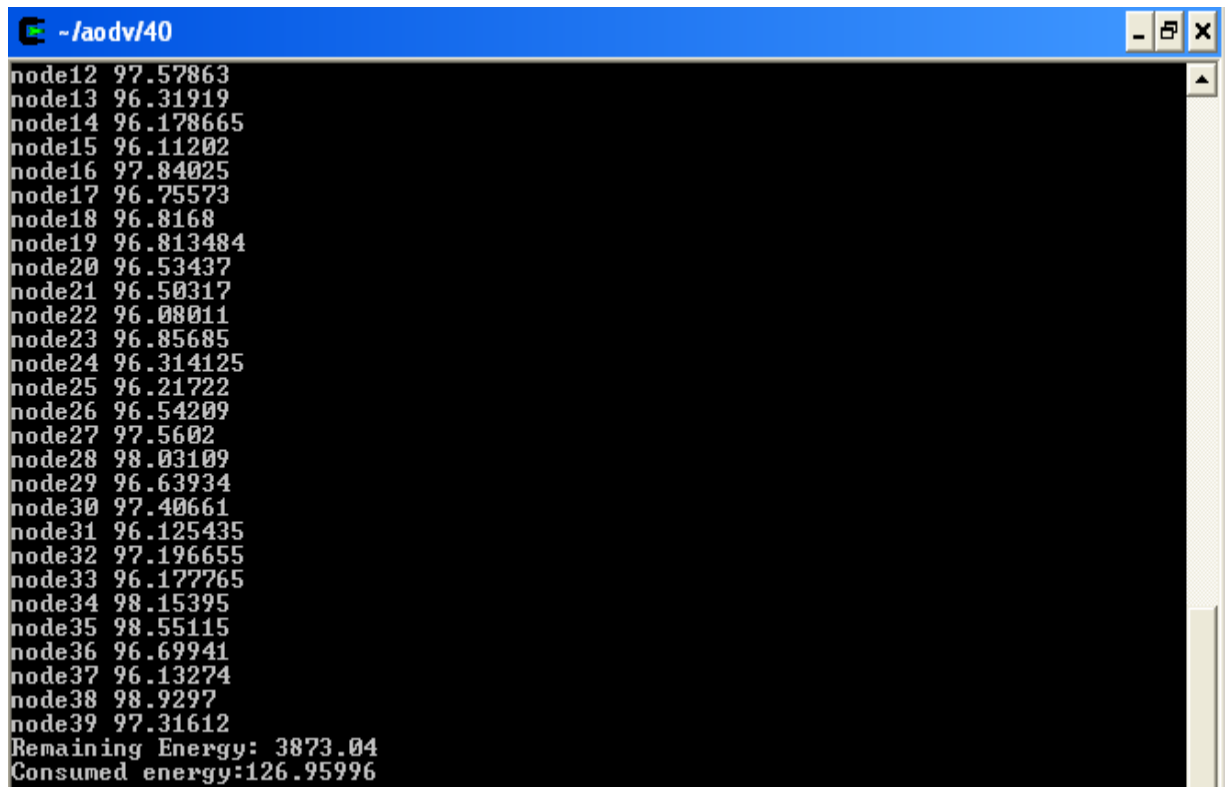 ~/aodv/40
node12 97.57863
node13 96.31919
node14 96.178665
node15 96.11202
node16 97.84025
node17 96.75573
node18 96.8168
node19 96.813484
node20 96.53437
node21 96.50317
node22 96.08011
node23 96.85685
node24 96.314125
node25 96.21722
node26 96.54209
node27 97.5602
node28 98.03109
node29 96.63934
node30 97.40661
node31 96.125435
node32 97.196655
node33 96.177765
node34 98.15395
node35 98.55115
node36 96.69941
node37 96.13274
node38 98.9297
node39 97.31612
Remaining Energy: 3873.04
Consumed energy:126.95996